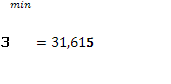 min
3 = 31,615